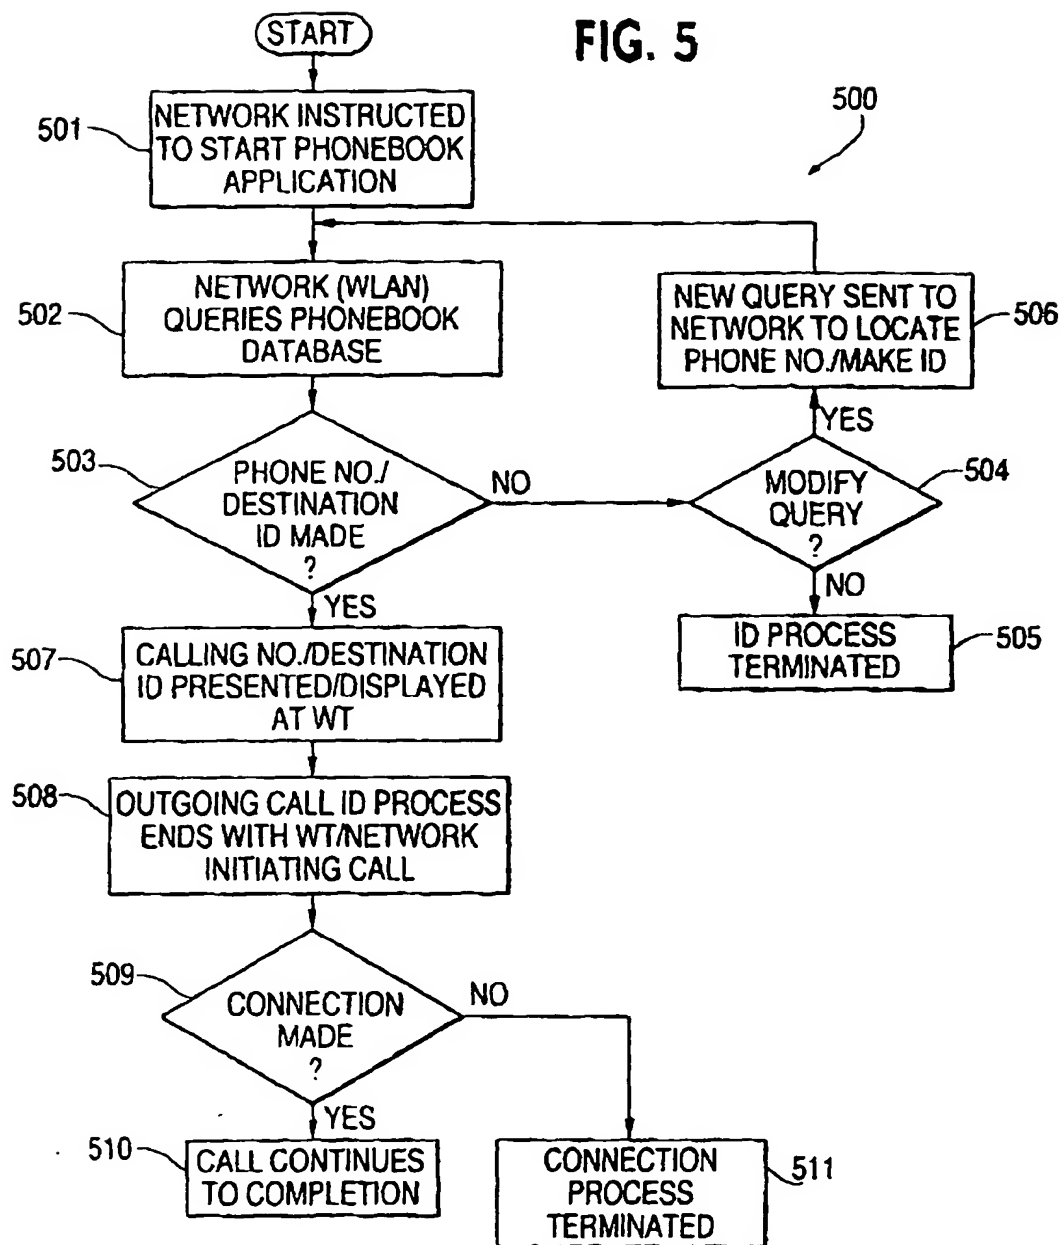 START
FIG. 5
500
501
NETWORK INSTRUCTED
TO START PHONEBOOK
APPLICATION
502
NETWORK (WLAN)
QUERIES PHONEBOOK
DATABASE
NEW QUERY SENT TO
NETWORK TO LOCATE
PHONE NO./MAKE ID
506
YES
503
PHONE NO./
DESTINATION
ID MADE
?
NO
MODIFY
QUERY
?
504
NO
YES
ID PROCESS
TERMINATED
505
507
CALLING NO./DESTINATION
ID PRESENTED/DISPLAYED
AT WT
508
OUTGOING CALL ID PROCESS
ENDS WITH WT/NETWORK
INITIATING CALL
509
CONNECTION
MADE
?
NO
YES
510
CALL CONTINUES
TO COMPLETION
CONNECTION
PROCESS
TERMINATED
511